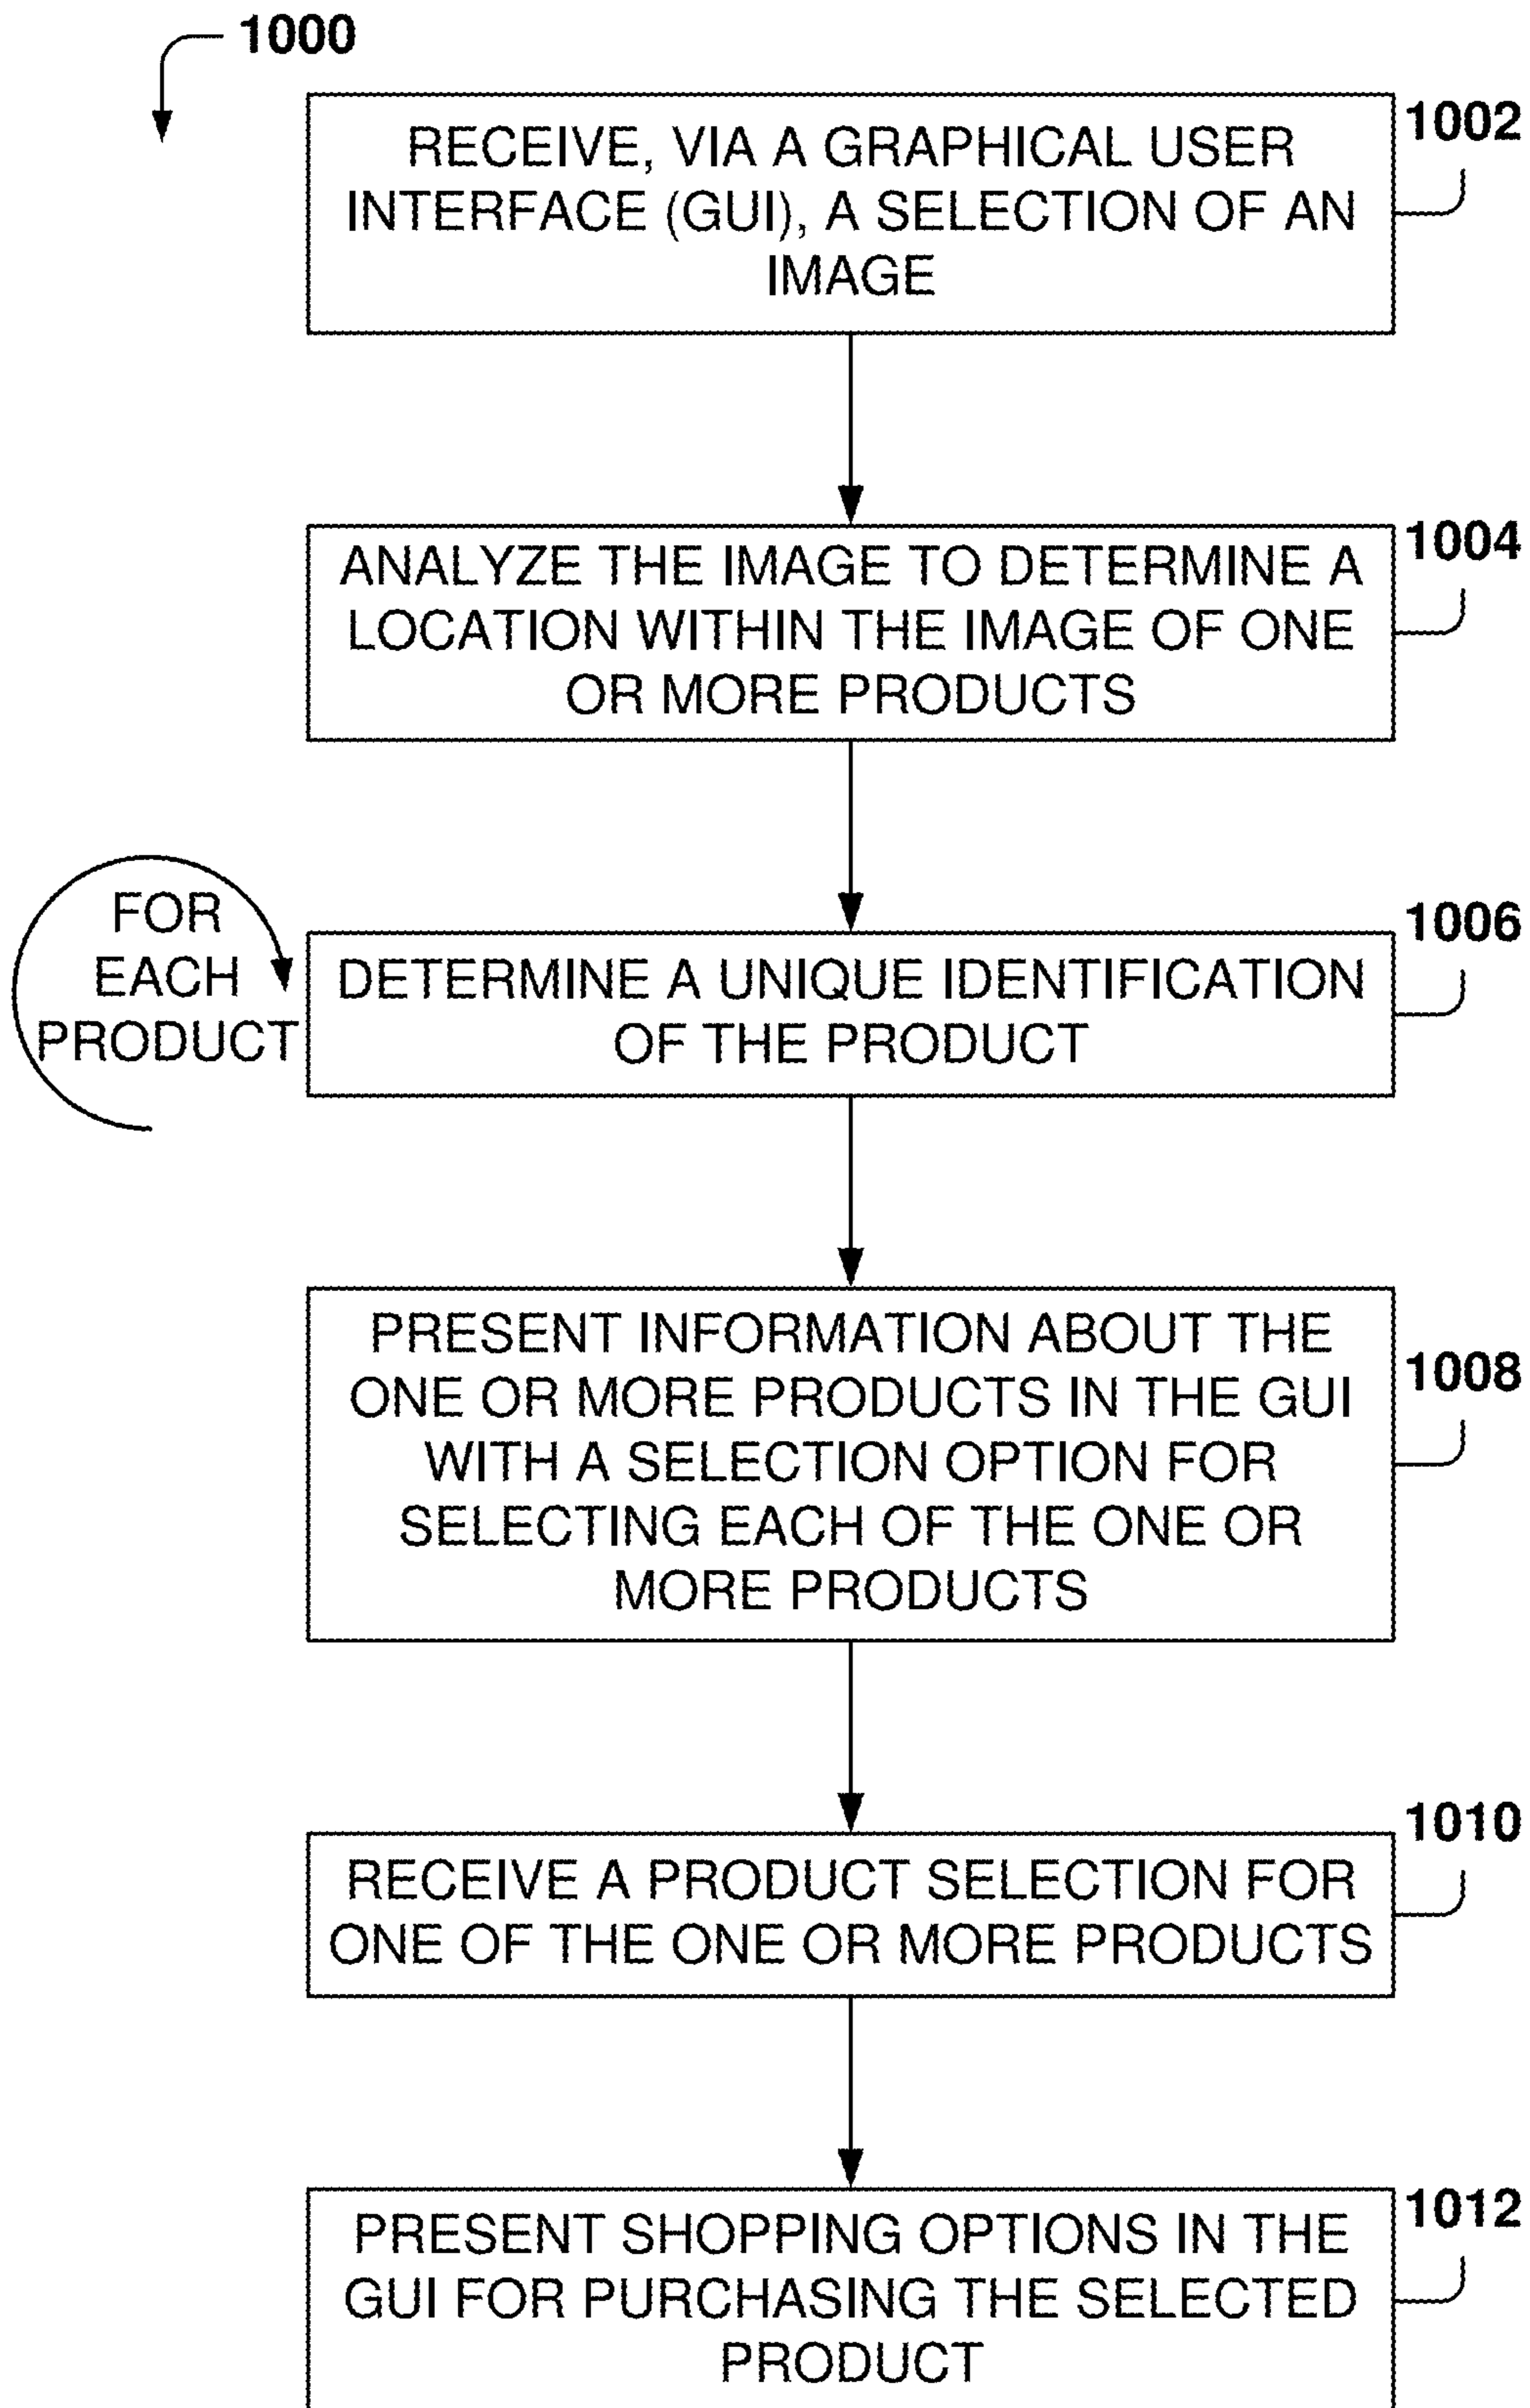 1000
1002
RECEIVE, VIA A GRAPHICAL USER
INTERFACE (GUI), A SELECTION OF AN
IMAGE
1004
ANALYZE THE IMAGE TO DETERMINE A
LOCATION WITHIN THE IMAGE OF ONE
OR MORE PRODUCTS
FOR
EACH
PRODUCT
1006
DETERMINE A UNIQUE IDENTIFICATION
OF THE PRODUCT
1008
PRESENT INFORMATION ABOUT THE
ONE OR MORE PRODUCTS IN THE GUI
WITH A SELECTION OPTION FOR
SELECTING EACH OF THE ONE OR
MORE PRODUCTS
1010
RECEIVE A PRODUCT SELECTION FOR
ONE OF THE ONE OR MORE PRODUCTS
1012
PRESENT SHOPPING OPTIONS IN THE
GUI FOR PURCHASING THE SELECTED
PRODUCT